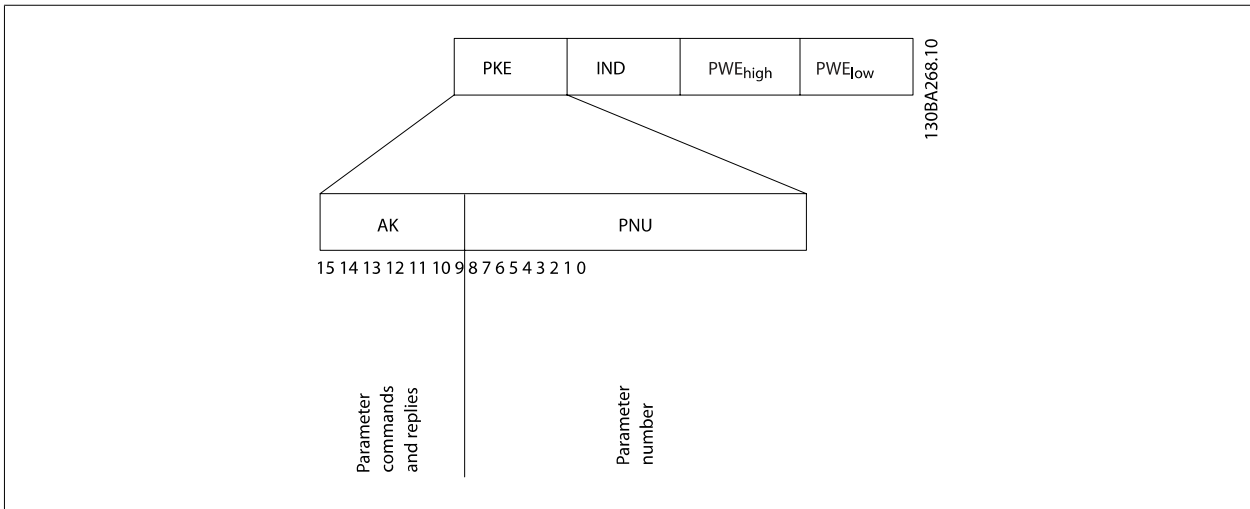 PKE IND PWEhigh PWElow
130BA268.10
AK PNU
15 14 13 12 11 10 9 8 7 6 5 4 3 2 1 0
Parameter
commands
and replies
Parameter
number